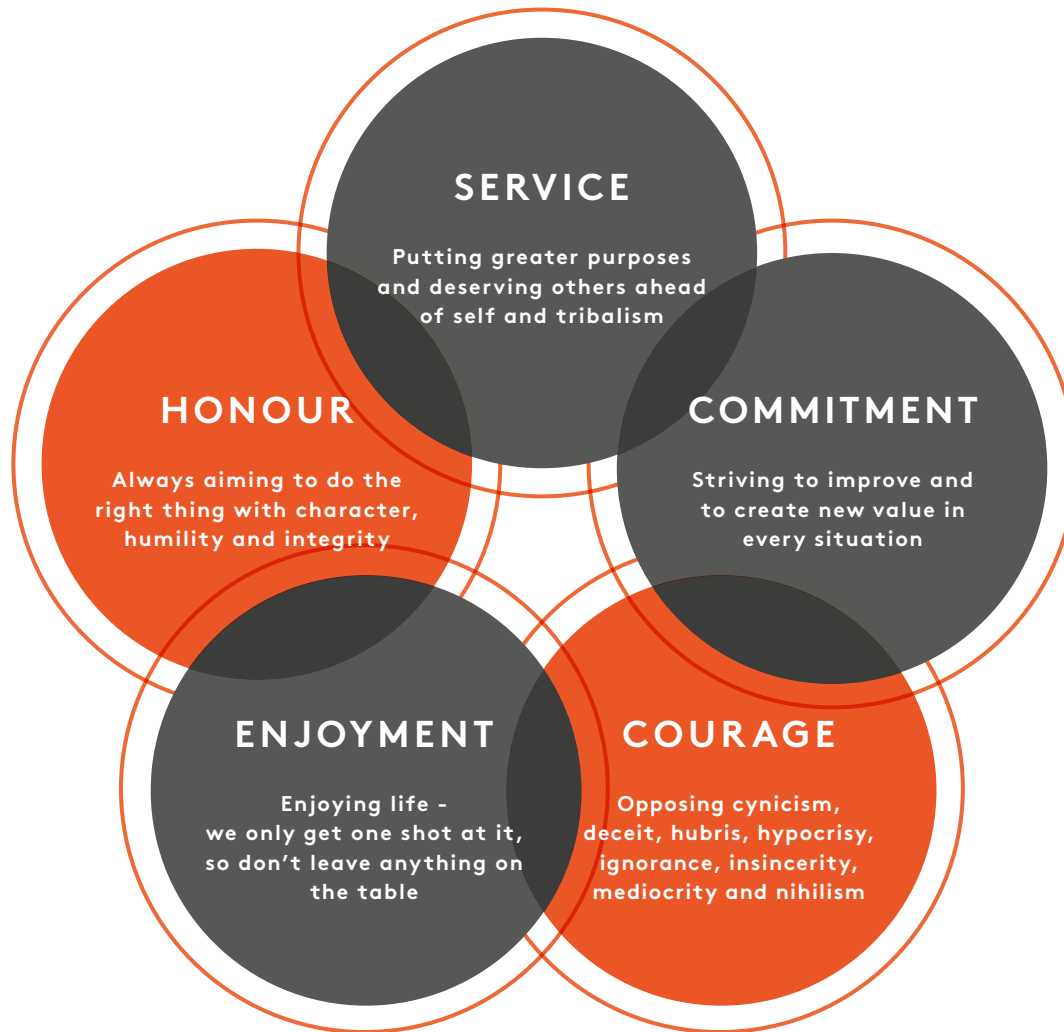 SERVICE
Putting greater purposes
and deserving others ahead
of self and tribalism
HONOUR
Always aiming to do the
right thing with character,
humility and integrity
COMMITMENT
Striving to improve and
to create new value in
every situation
ENJOYMENT
Enjoying life -
we only get one shot at it,
so don’t leave anything on
the table
COURAGE
Opposing cynicism,
deceit, hubris, hypocrisy,
ignorance, insincerity,
mediocrity and nihilism